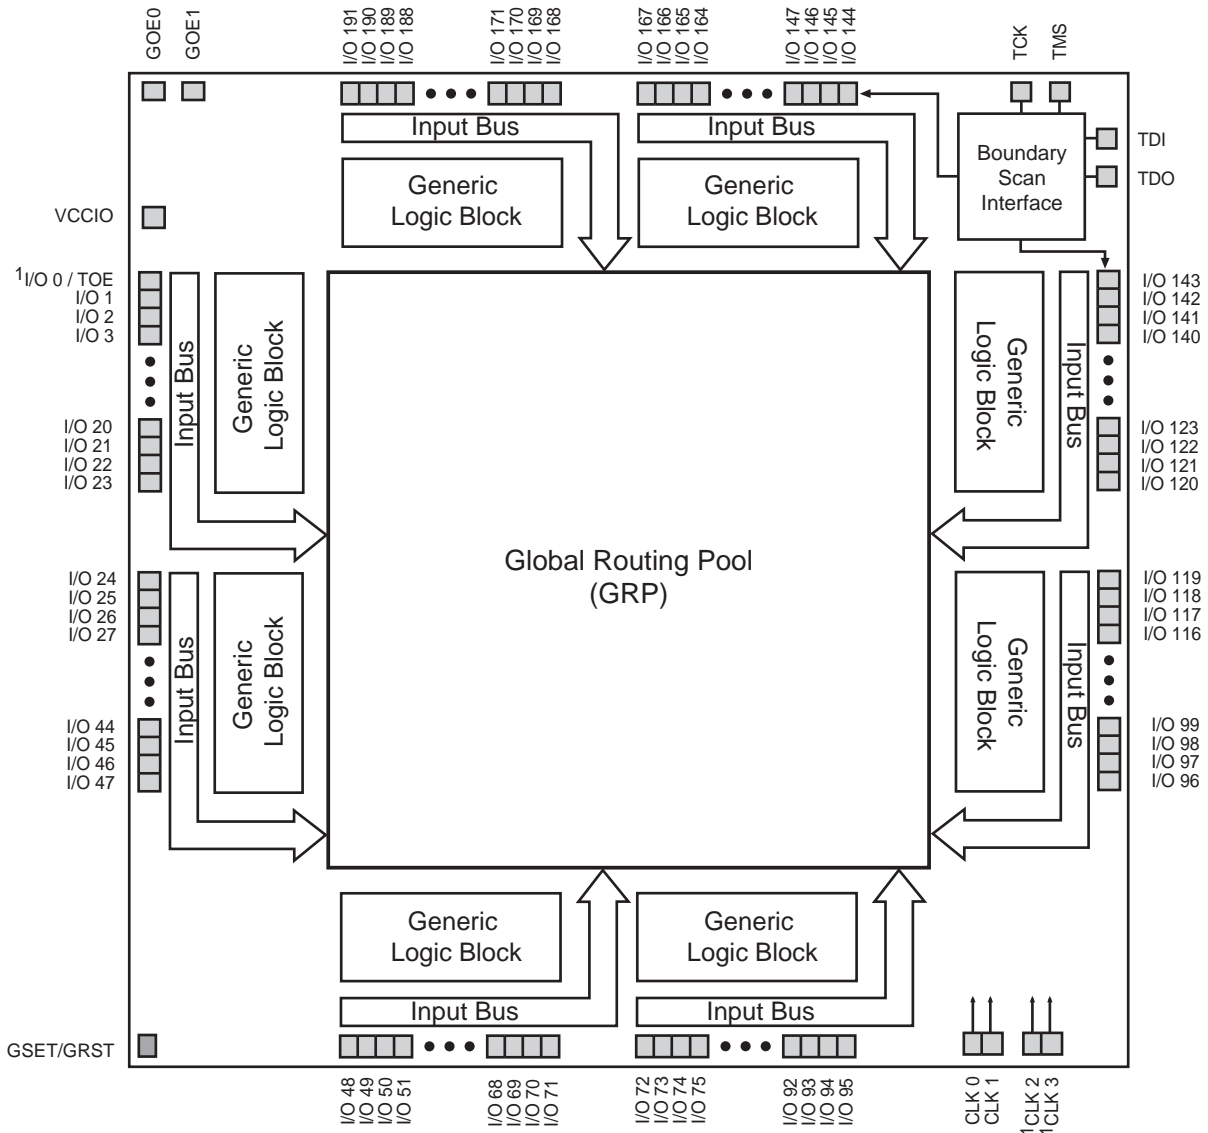 GOE0
GOE1
I/O 191
I/O 190
I/O 189
I/O 188
I/O 171
I/O 170
I/O 169
I/O 168
I/O 167
I/O 166
I/O 165
I/O 164
I/O 147
I/O 146
I/O 145
I/O 144
TCK
TMS
Input Bus
Input Bus
Generic
Logic Block
Generic
Logic Block
Boundary
Scan
Interface
TDI
TDO
VCCIO
1I/O 0 / TOE
I/O 1
I/O 2
I/O 3
I/O 20
I/O 21
I/O 22
I/O 23
Input Bus
Generic
Logic Block
Generic
Logic Block
Input Bus
I/O 143
I/O 142
I/O 141
I/O 140
I/O 123
I/O 122
I/O 121
I/O 120
Global Routing Pool
(GRP)
I/O 24
I/O 25
I/O 26
I/O 27
I/O 44
I/O 45
I/O 46
I/O 47
Input Bus
Generic
Logic Block
Generic
Logic Block
Input Bus
I/O 119
I/O 118
I/O 117
I/O 116
I/O 99
I/O 98
I/O 97
I/O 96
Generic
Logic Block
Generic
Logic Block
Input Bus
Input Bus
GSET/GRST
I/O 48
I/O 49
I/O 50
I/O 51
I/O 68
I/O 69
I/O 70
I/O 71
I/O 72
I/O 73
I/O 74
I/O 75
I/O 92
I/O 93
I/O 94
I/O 95
CLK 0
CLK 1
1CLK 2
1CLK 3